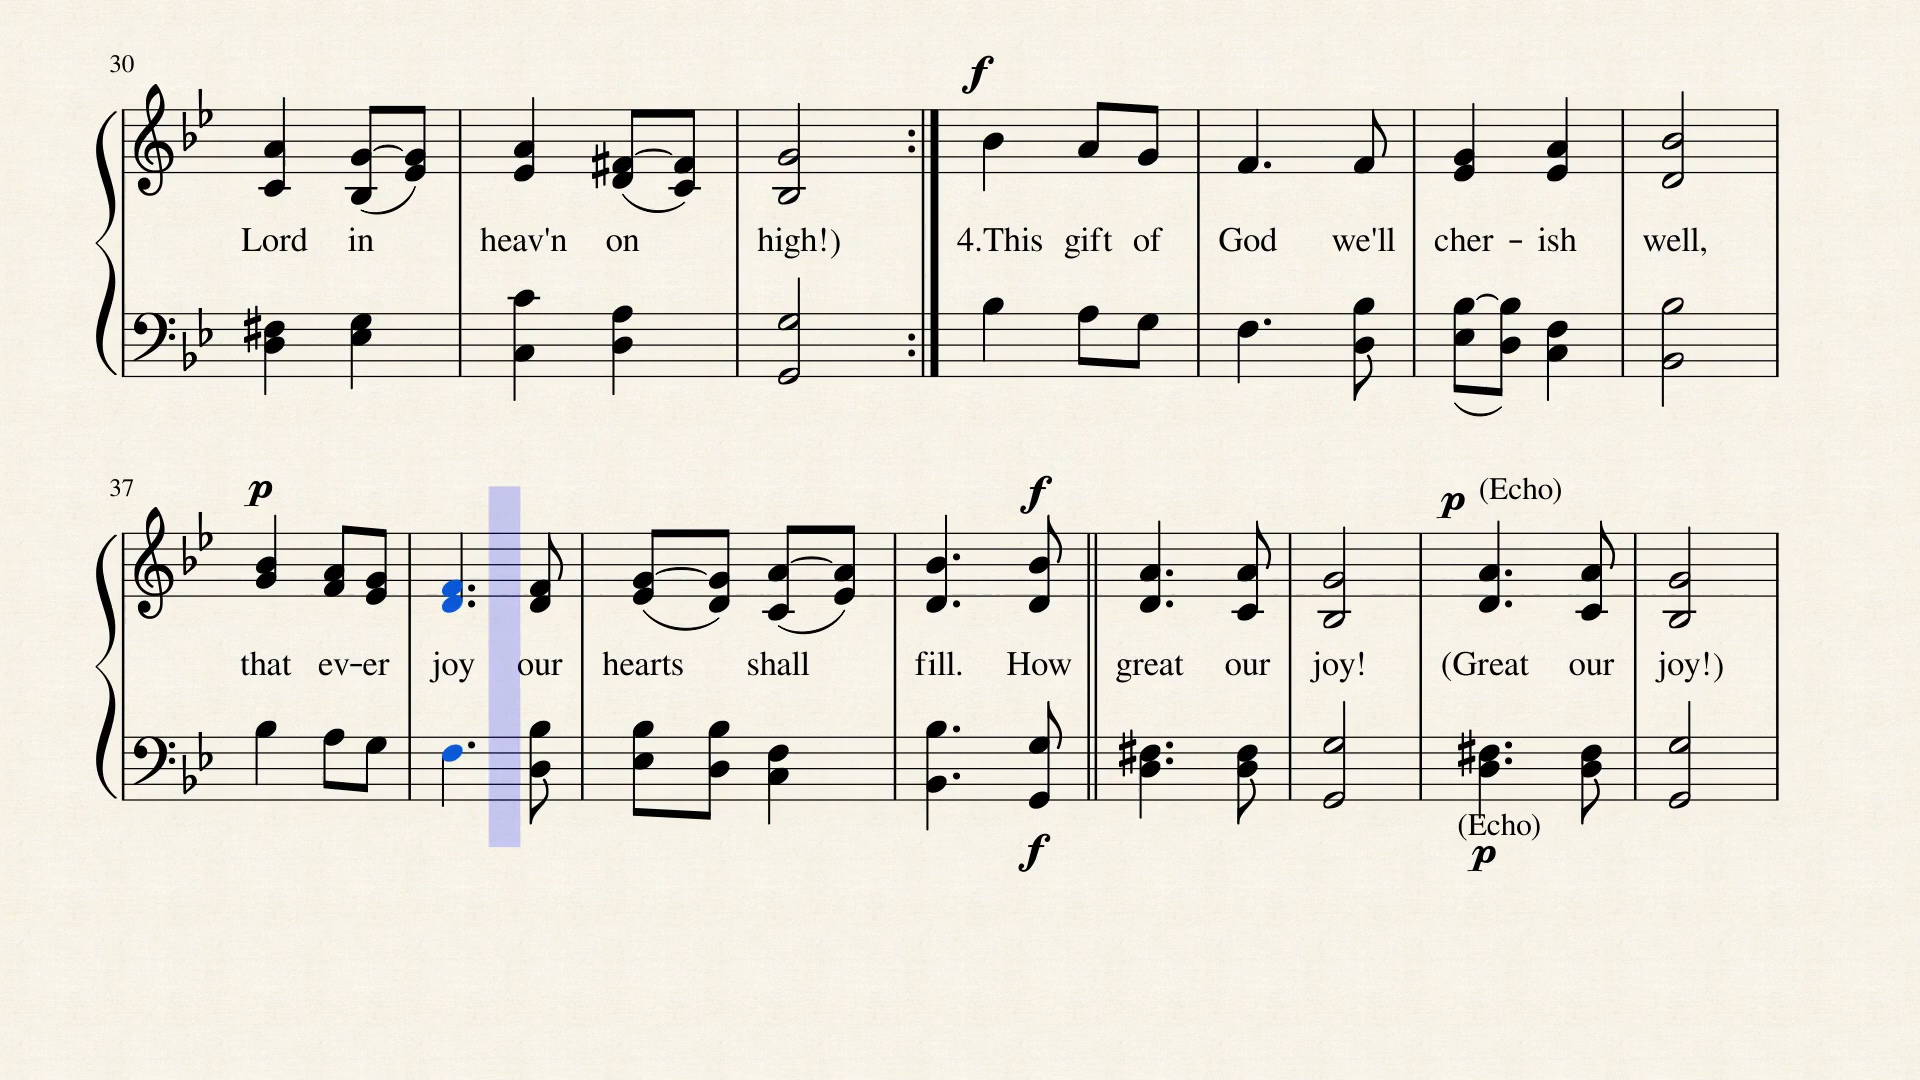 30
f
Lord in heav'n on high!) 4.This gift of God we'll cher - ish well,
37
p f p (Echo)
that ev-er joy our hearts shall fill. How great our joy! (Great our joy!)
(Echo)
f p